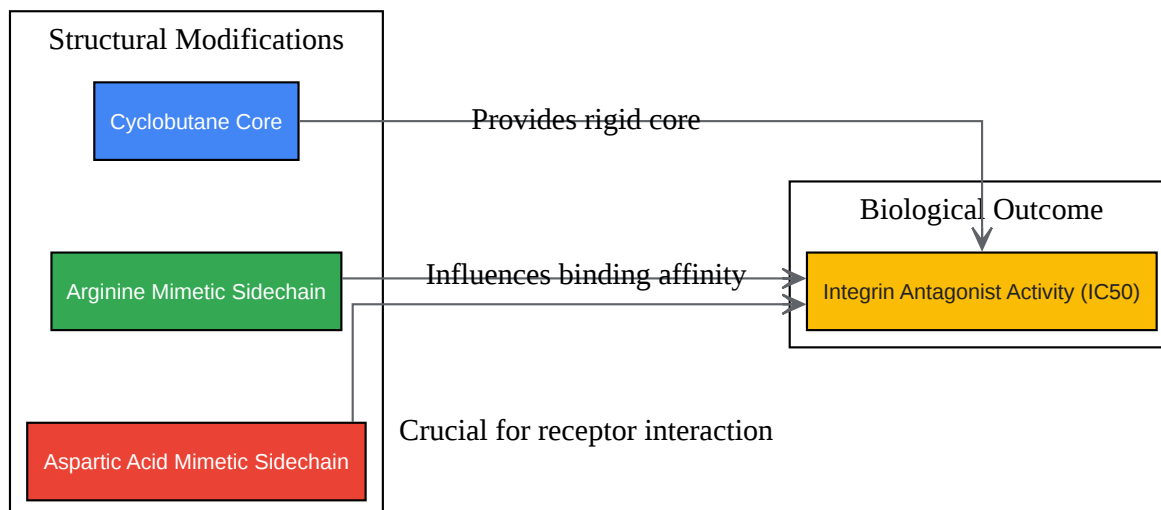 Structural Modifications
Cyclobutane Core
Provides rigid core
Biological Outcome
Arginine Mimetic Sidechain
Influences binding affinity
Integrin Antagonist Activity (IC50)
Crucial for receptor interaction
Aspartic Acid Mimetic Sidechain